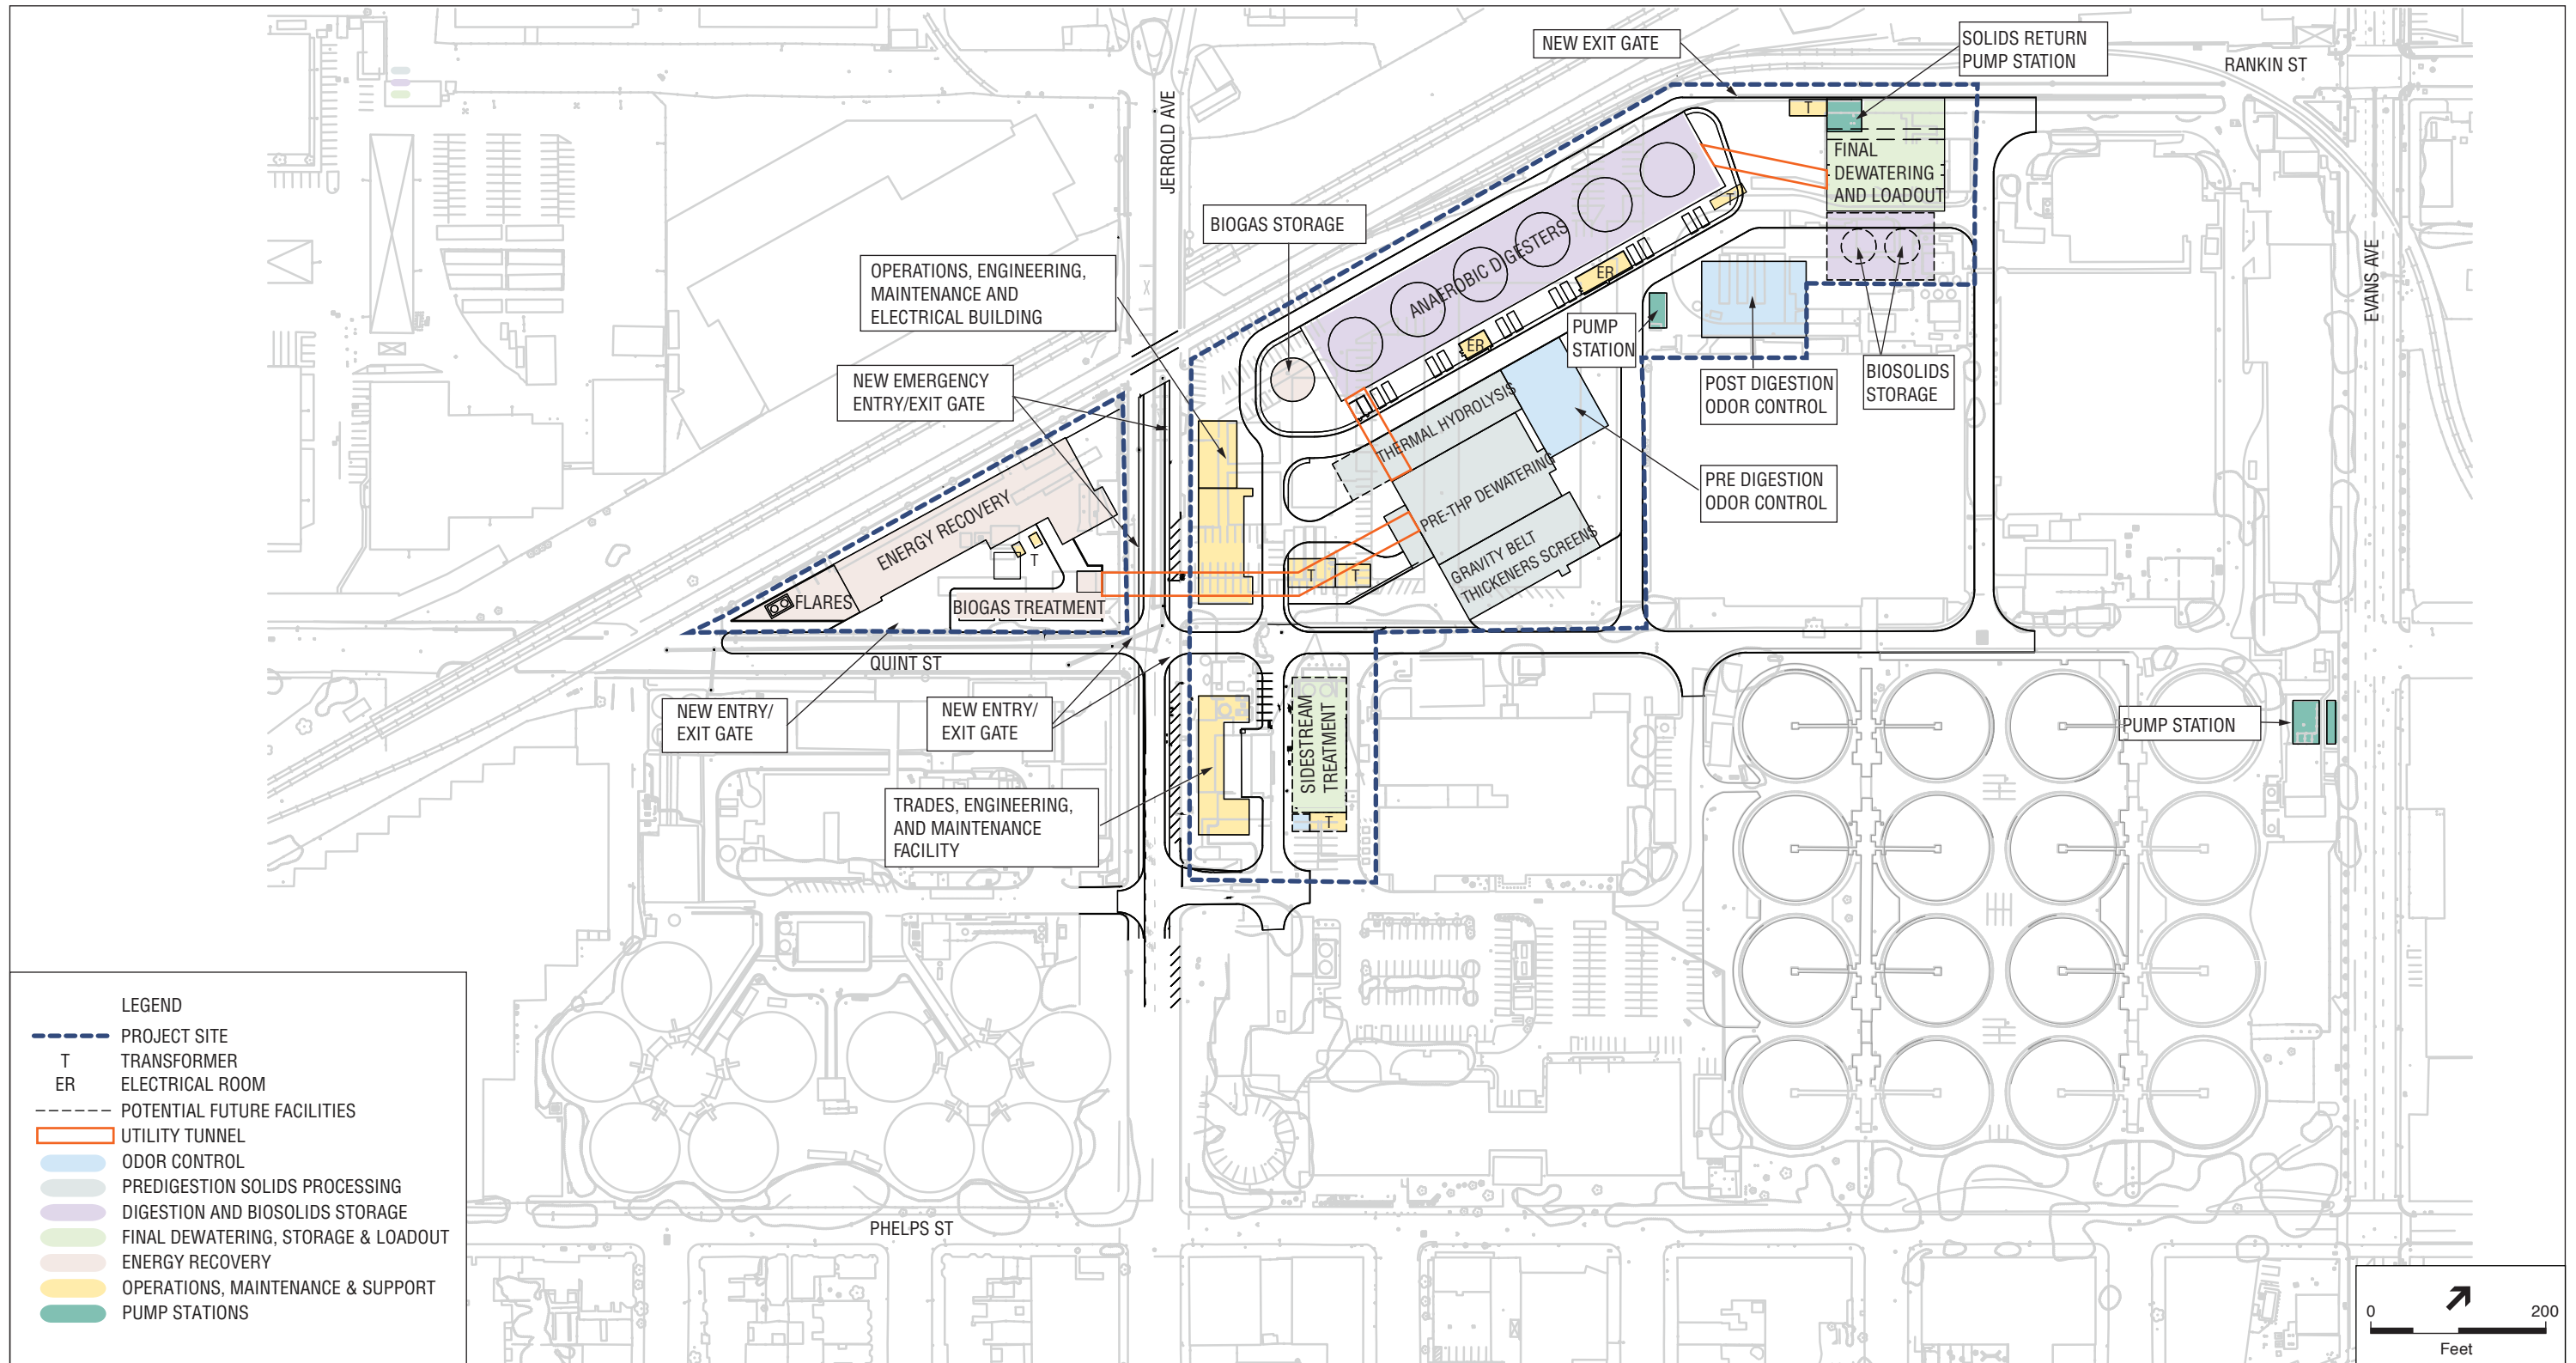 NEW EXIT GATE
SOLIDS RETURN
PUMP STATION
RANKIN ST
JERROLD AVE
T
FINAL
DEWATERING
AND LOADOUT
T
BIOGAS STORAGE
ANAEROBIC DIGESTERS
EVANS AVE
OPERATIONS, ENGINEERING,
MAINTENANCE AND
ELECTRICAL BUILDING
ER
PUMP
STATION
ER
NEW EMERGENCY
ENTRY/EXIT GATE
POST DIGESTION
ODOR CONTROL
BIOSOLIDS
STORAGE
THERMAL HYDROLYSIS
PRE DIGESTION
ODOR CONTROL
PRE-THP DEWATERING
ENERGY RECOVERY
T
GRAVITY BELT
THICKENERS SCREENS
T
T
FLARES
BIOGAS TREATMENT
QUINT ST
NEW ENTRY/
EXIT GATE
NEW ENTRY/
EXIT GATE
SIDESTREAM
TREATMENT
PUMP STATION
TRADES, ENGINEERING,
AND MAINTENANCE
FACILITY
T
PHELPS ST
LEGEND
PROJECT SITE
T TRANSFORMER
ER ELECTRICAL ROOM
POTENTIAL FUTURE FACILITIES
UTILITY TUNNEL
ODOR CONTROL
PREDIGESTION SOLIDS PROCESSING
DIGESTION AND BIOSOLIDS STORAGE
FINAL DEWATERING, STORAGE & LOADOUT
ENERGY RECOVERY
OPERATIONS, MAINTENANCE & SUPPORT
PUMP STATIONS
0 200
Feet